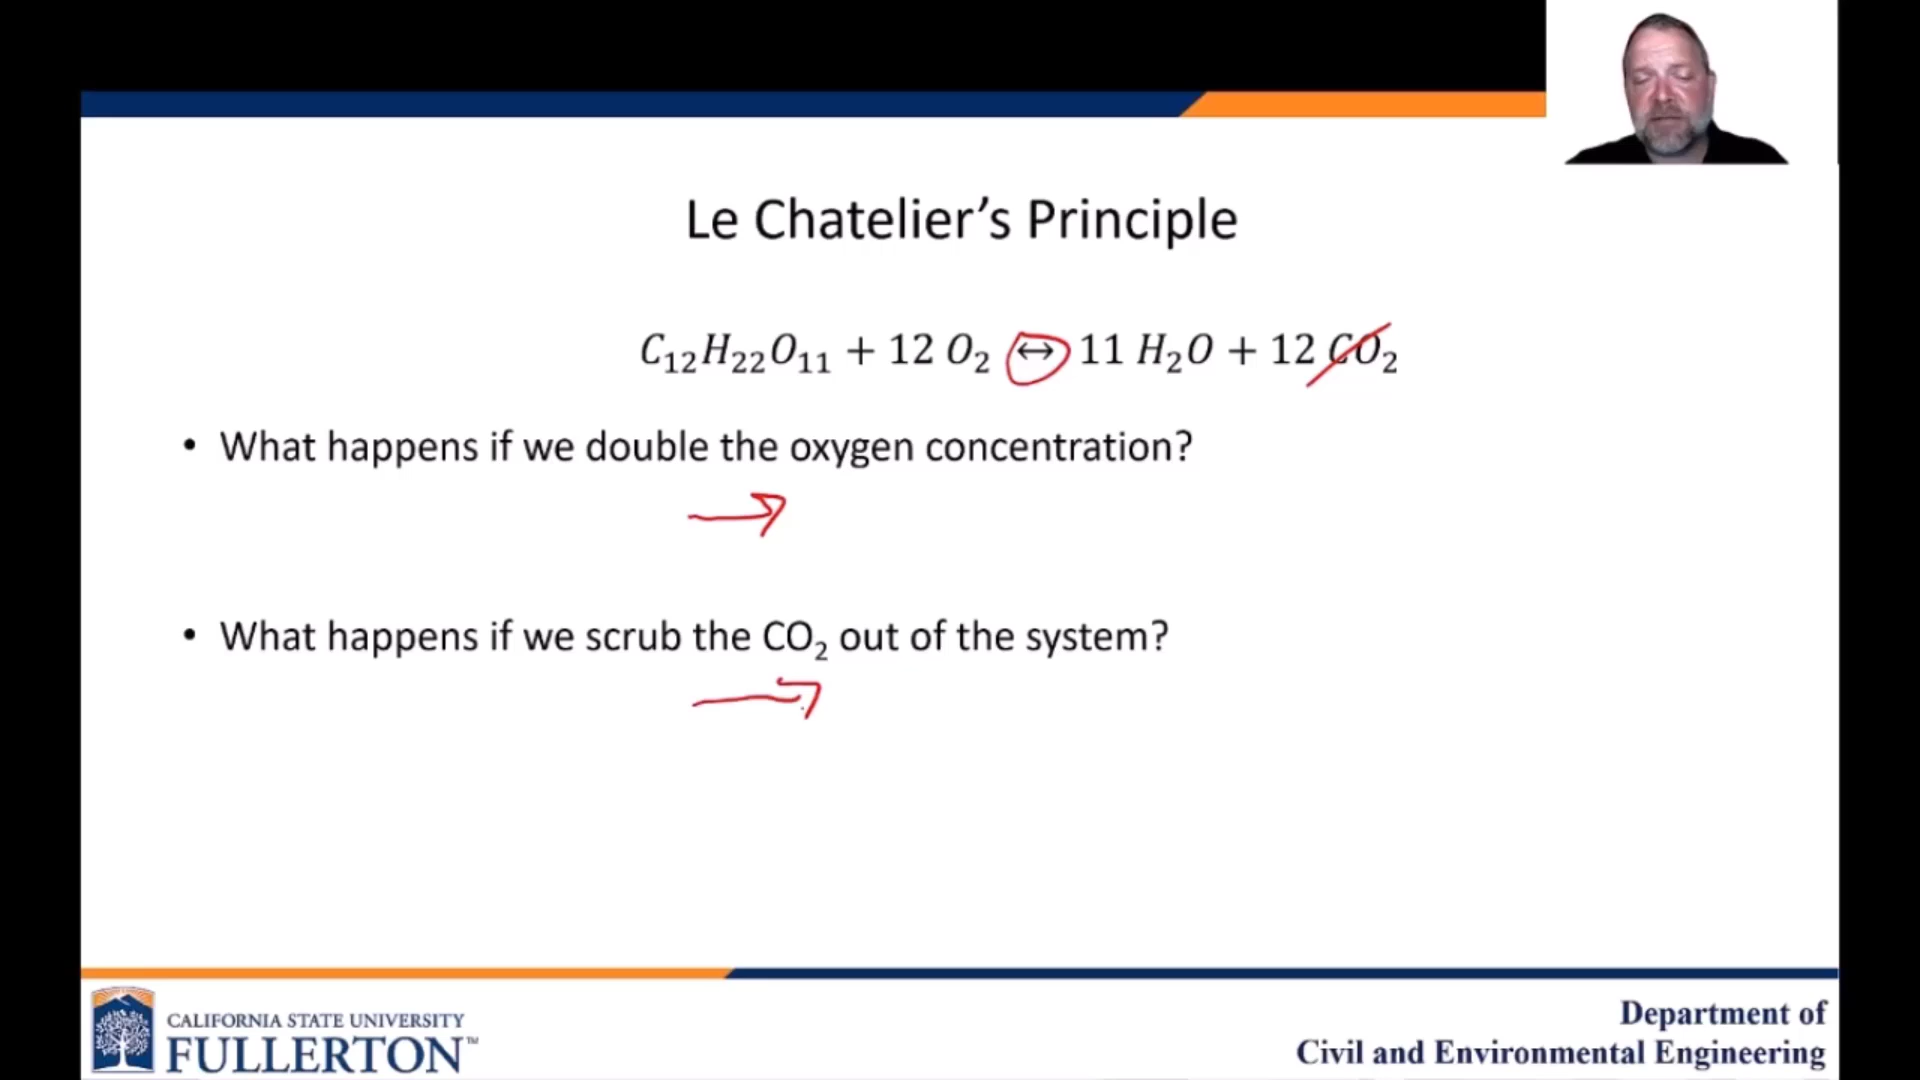 Le Chatelier’s Principle
C₁₂H₂₂O₁₁ + 12 O₂ ↔ 11 H₂O + 12 CO₂
• What happens if we double the oxygen concentration?
• What happens if we scrub the CO₂ out of the system?
CALIFORNIA STATE UNIVERSITY
FULLERTON™
Department of
Civil and Environmental Engineering